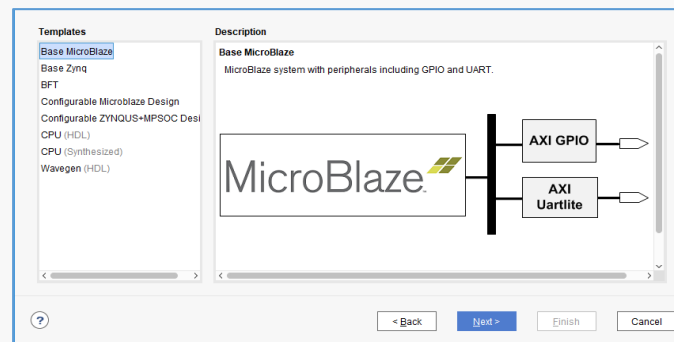 Templates
Base MicroBlaze
Base Zynq
BFT
Configurable Microblaze Design
Configurable ZYNQUS+MPSOC Desi
CPU (HDL)
CPU (Synthesized)
Wavegen (HDL)
Description
Base MicroBlaze
MicroBlaze system with peripherals including GPIO and UART.
MicroBlaze
AXI GPIO
AXI
Uartlite
?
< Back
Next >
Finish
Cancel